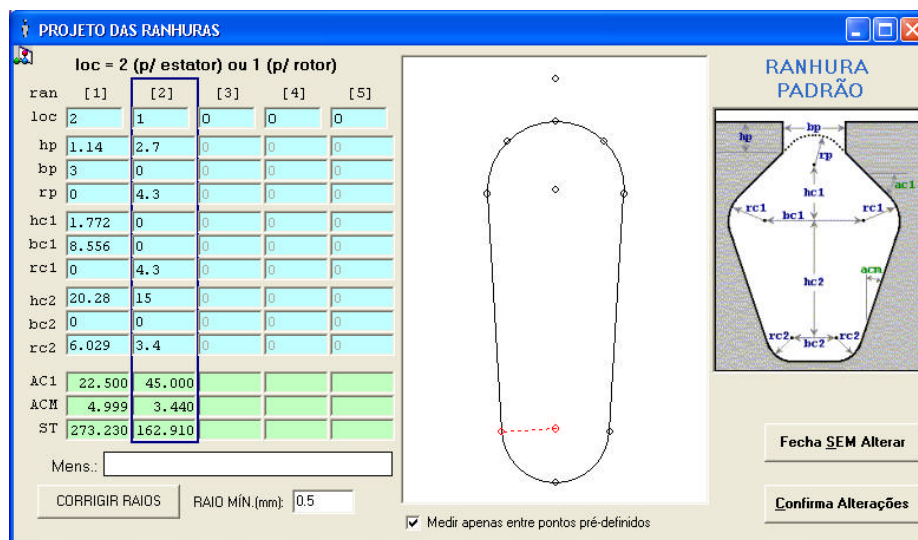 PROJETO DAS RANHURAS
loc = 2 (p/ estator) ou 1 (p/ rotor)
ran [1] [2] [3] [4] [5]
loc 2 1 0 0 0
hp 1.14 2.7 0 0 0
bp 3 0 0 0 0
rp 0 4.3 0 0 0
hc1 1.772 0 0 0 0
bc1 8.556 0 0 0 0
rc1 0 4.3 0 0 0
hc2 20.28 15 0 0 0
bc2 0 0 0 0 0
rc2 6.029 3.4 0 0 0
AC1 22.500 45.000
ACM 4.999 3.440
ST 273.230 162.910
Mens.:
CORRIGIR RAIOS RAIO MÍN.(mm): 0.5
Medir apenas entre pontos pré-definidos
RANHURA
PADRÃO
hp bp
rp
hc1 ac1
rc1 bc1 rc1
acm
hc2
rc2 bc2 rc2
Fecha SEM Alterar
Confirma Alterações